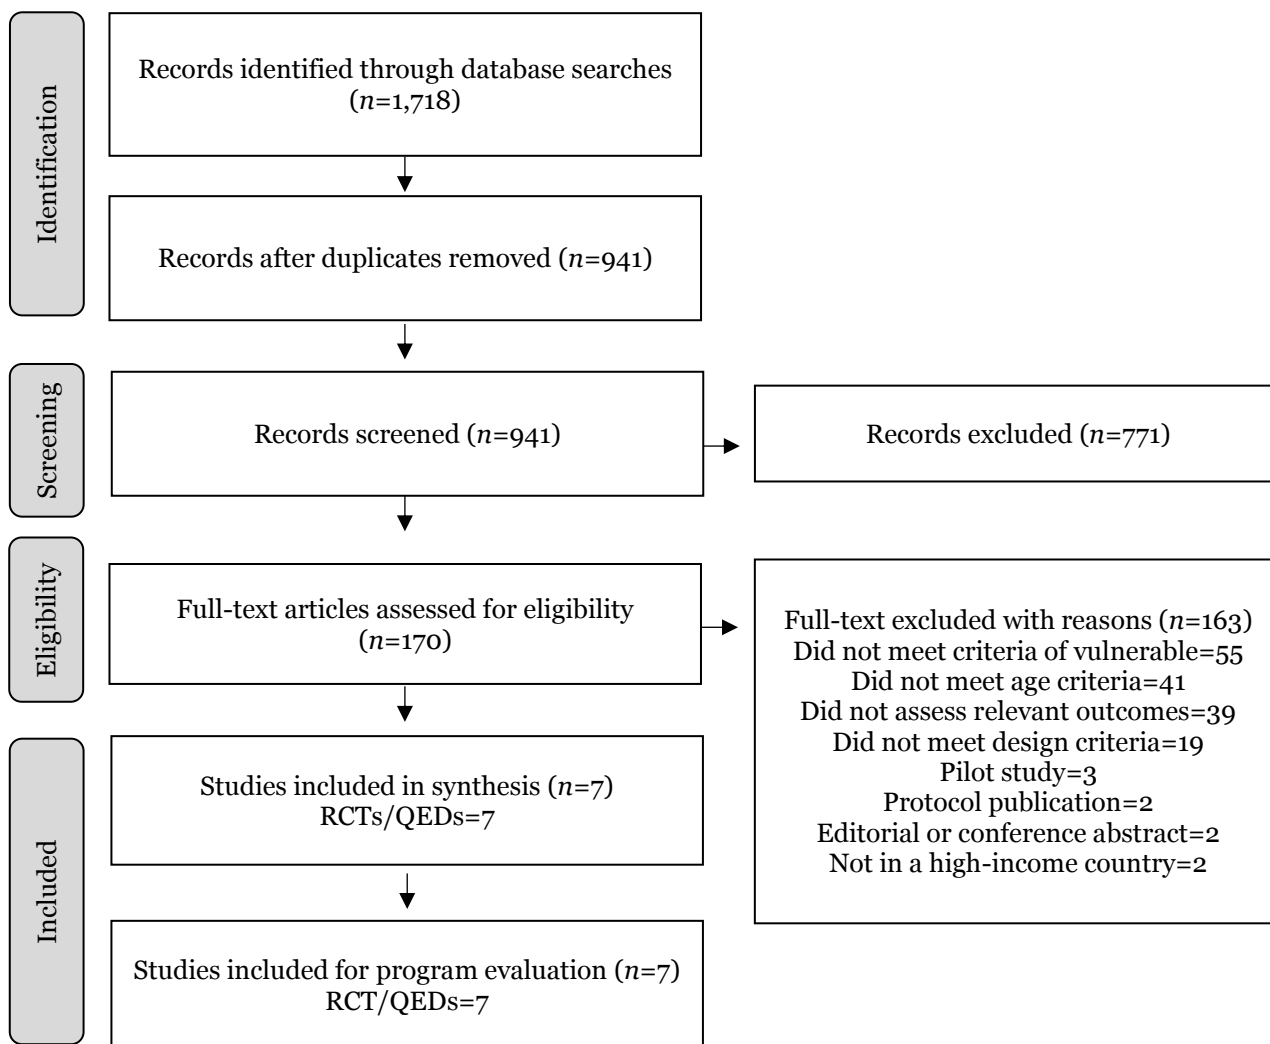 Identification
Records identified through database searches
(n=1,718)
Records after duplicates removed (n=941)
Screening
Records screened (n=941)
Records excluded (n=771)
Eligibility
Full-text articles assessed for eligibility
(n=170)
Full-text excluded with reasons (n=163)
Did not meet criteria of vulnerable=55
Did not meet age criteria=41
Did not assess relevant outcomes=39
Did not meet design criteria=19
Pilot study=3
Protocol publication=2
Editorial or conference abstract=2
Not in a high-income country=2
Included
Studies included in synthesis (n=7)
RCTs/QEDs=7
Studies included for program evaluation (n=7)
RCT/QEDs=7